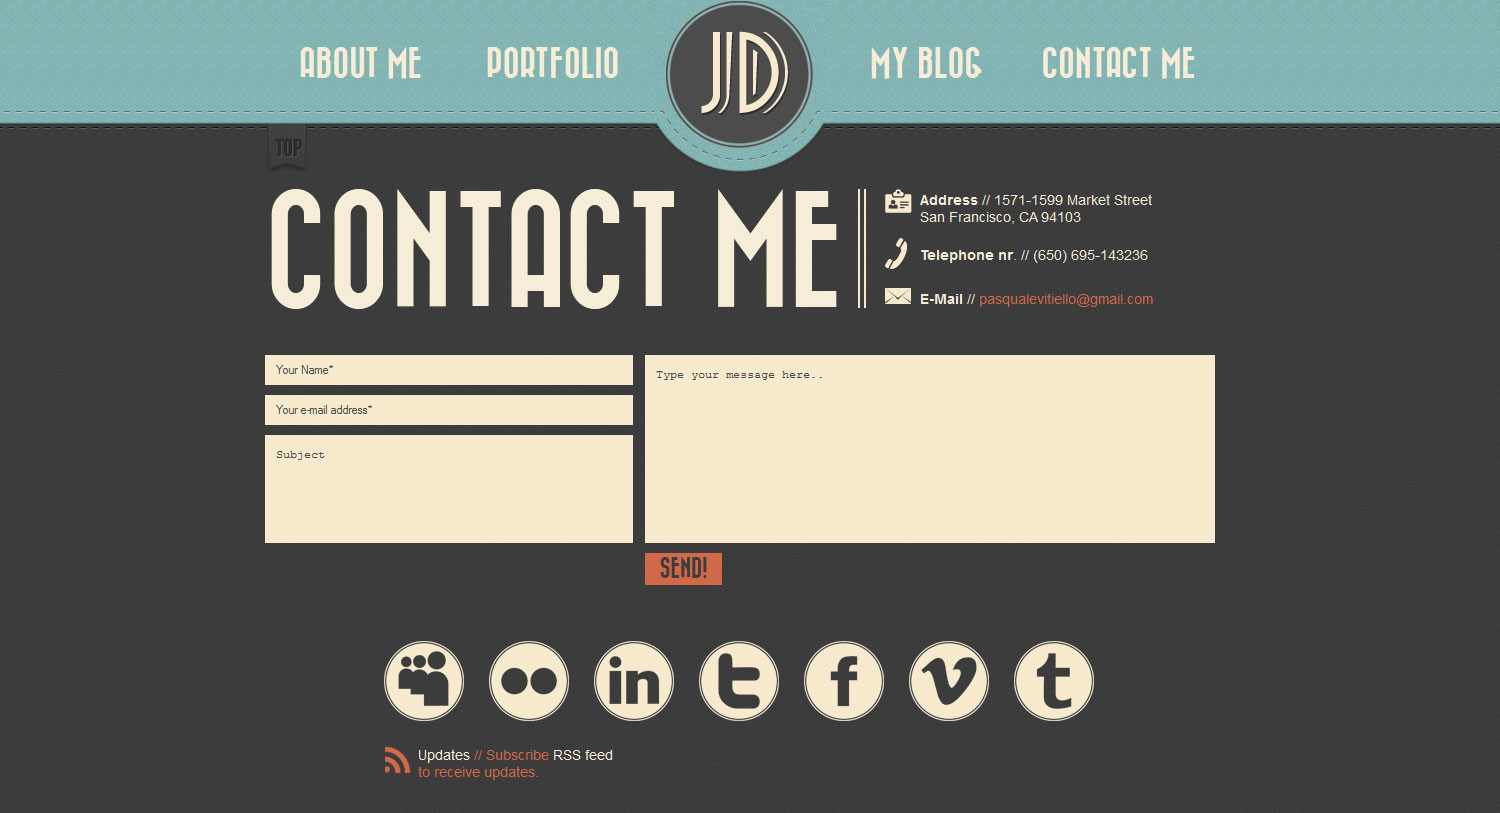 ABOUT ME
PORTFOLIO
JD
MY BLOG
CONTACT ME
TOP
CONTACT ME
Address // 1571-1599 Market Street
San Francisco, CA 94103
Telephone nr. // (650) 695-143236
E-Mail // pasqualevitiello@gmail.com
Your Name*
Your e-mail address*
Subject
Type your message here..
SEND!
in t f v t
Updates // Subscribe RSS feed
to receive updates.